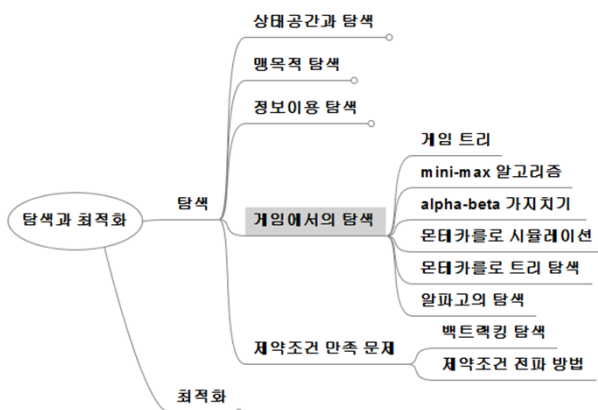 상태공간과 탐색
맹목적 탐색
정보이용 탐색
게임 트리
mini-max 알고리즘
alpha-beta 가지치기
탐색
탐색과 최적화
게임에서의 탐색
몬테카를로 시뮬레이션
몬테카를로 트리 탐색
알파고의 탐색
백트랙킹 탐색
제약조건 만족 문제
제약조건 전파 방법
최적화